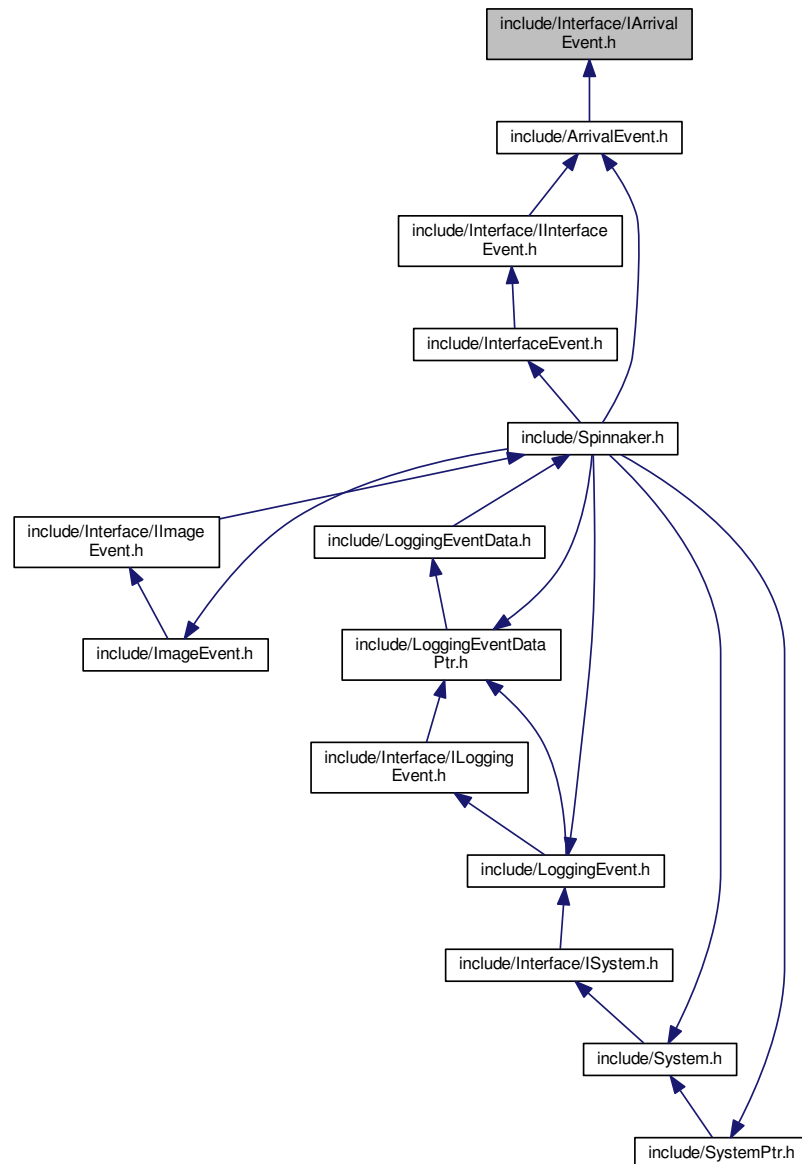 include/Interface/IArrival
Event.h
include/ArrivalEvent.h
include/Interface/IInterface
Event.h
include/InterfaceEvent.h
include/Spinnaker.h
include/Interface/IImage
Event.h
include/LoggingEventData.h
include/ImageEvent.h
include/LoggingEventData
Ptr.h
include/Interface/ILogging
Event.h
include/LoggingEvent.h
include/Interface/ISystem.h
include/System.h
include/SystemPtr.h